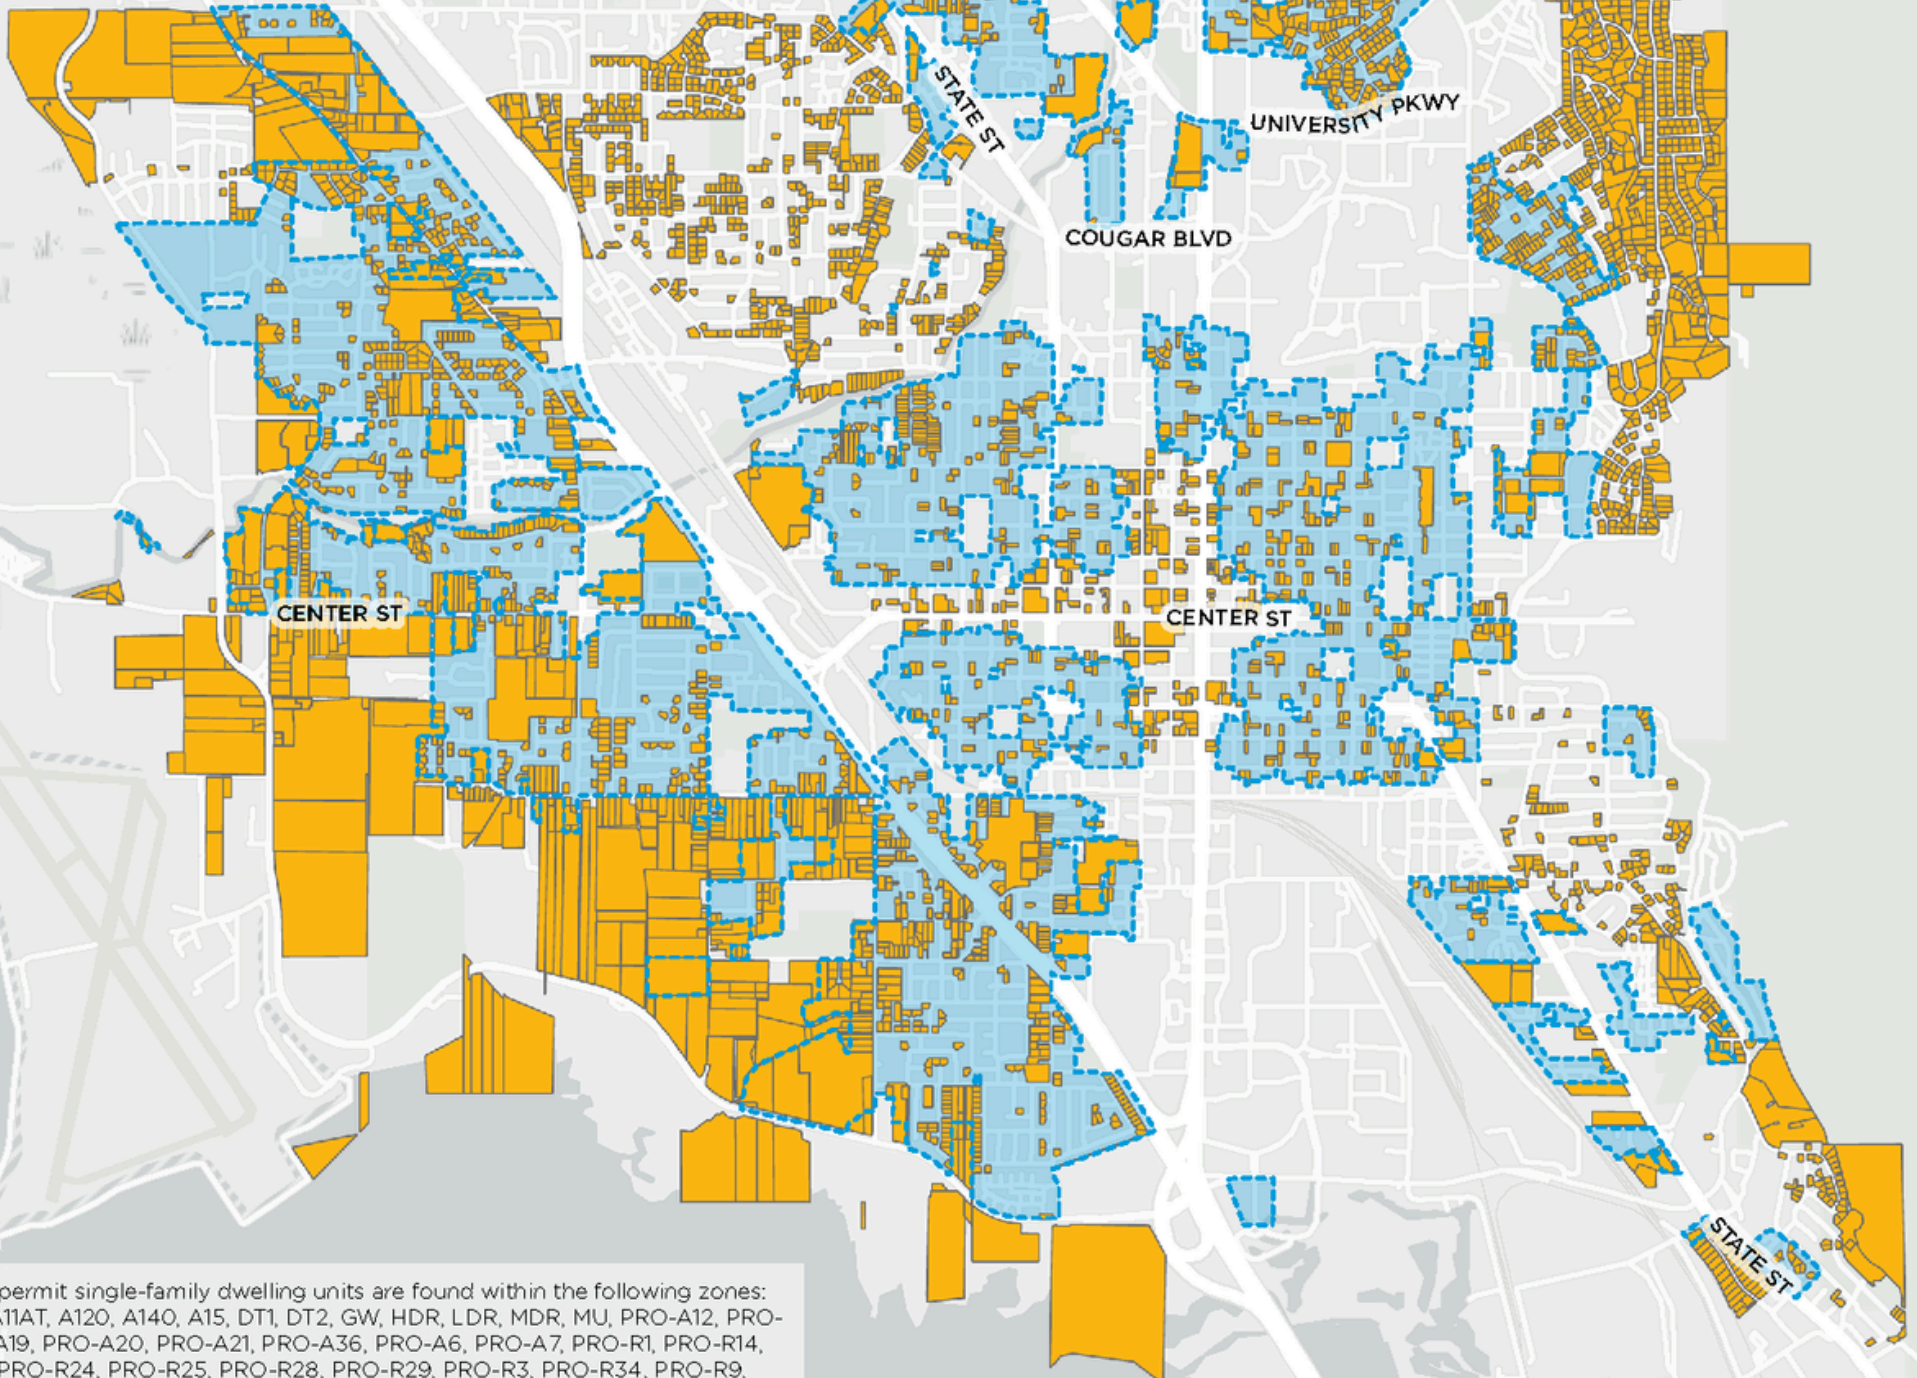 STATE ST
UNIVERSITY PKWY
COUGAR BLVD
CENTER ST
CENTER ST
STATE ST
permit single-family dwelling units are found within the following zones:
A11AT, A120, A140, A15, DT1, DT2, GW, HDR, LDR, MDR, MU, PRO-A12, PRO-
A19, PRO-A20, PRO-A21, PRO-A36, PRO-A6, PRO-A7, PRO-R1, PRO-R14,
PRO-R24, PRO-R25, PRO-R28, PRO-R29, PRO-R3, PRO-R34, PRO-R9,